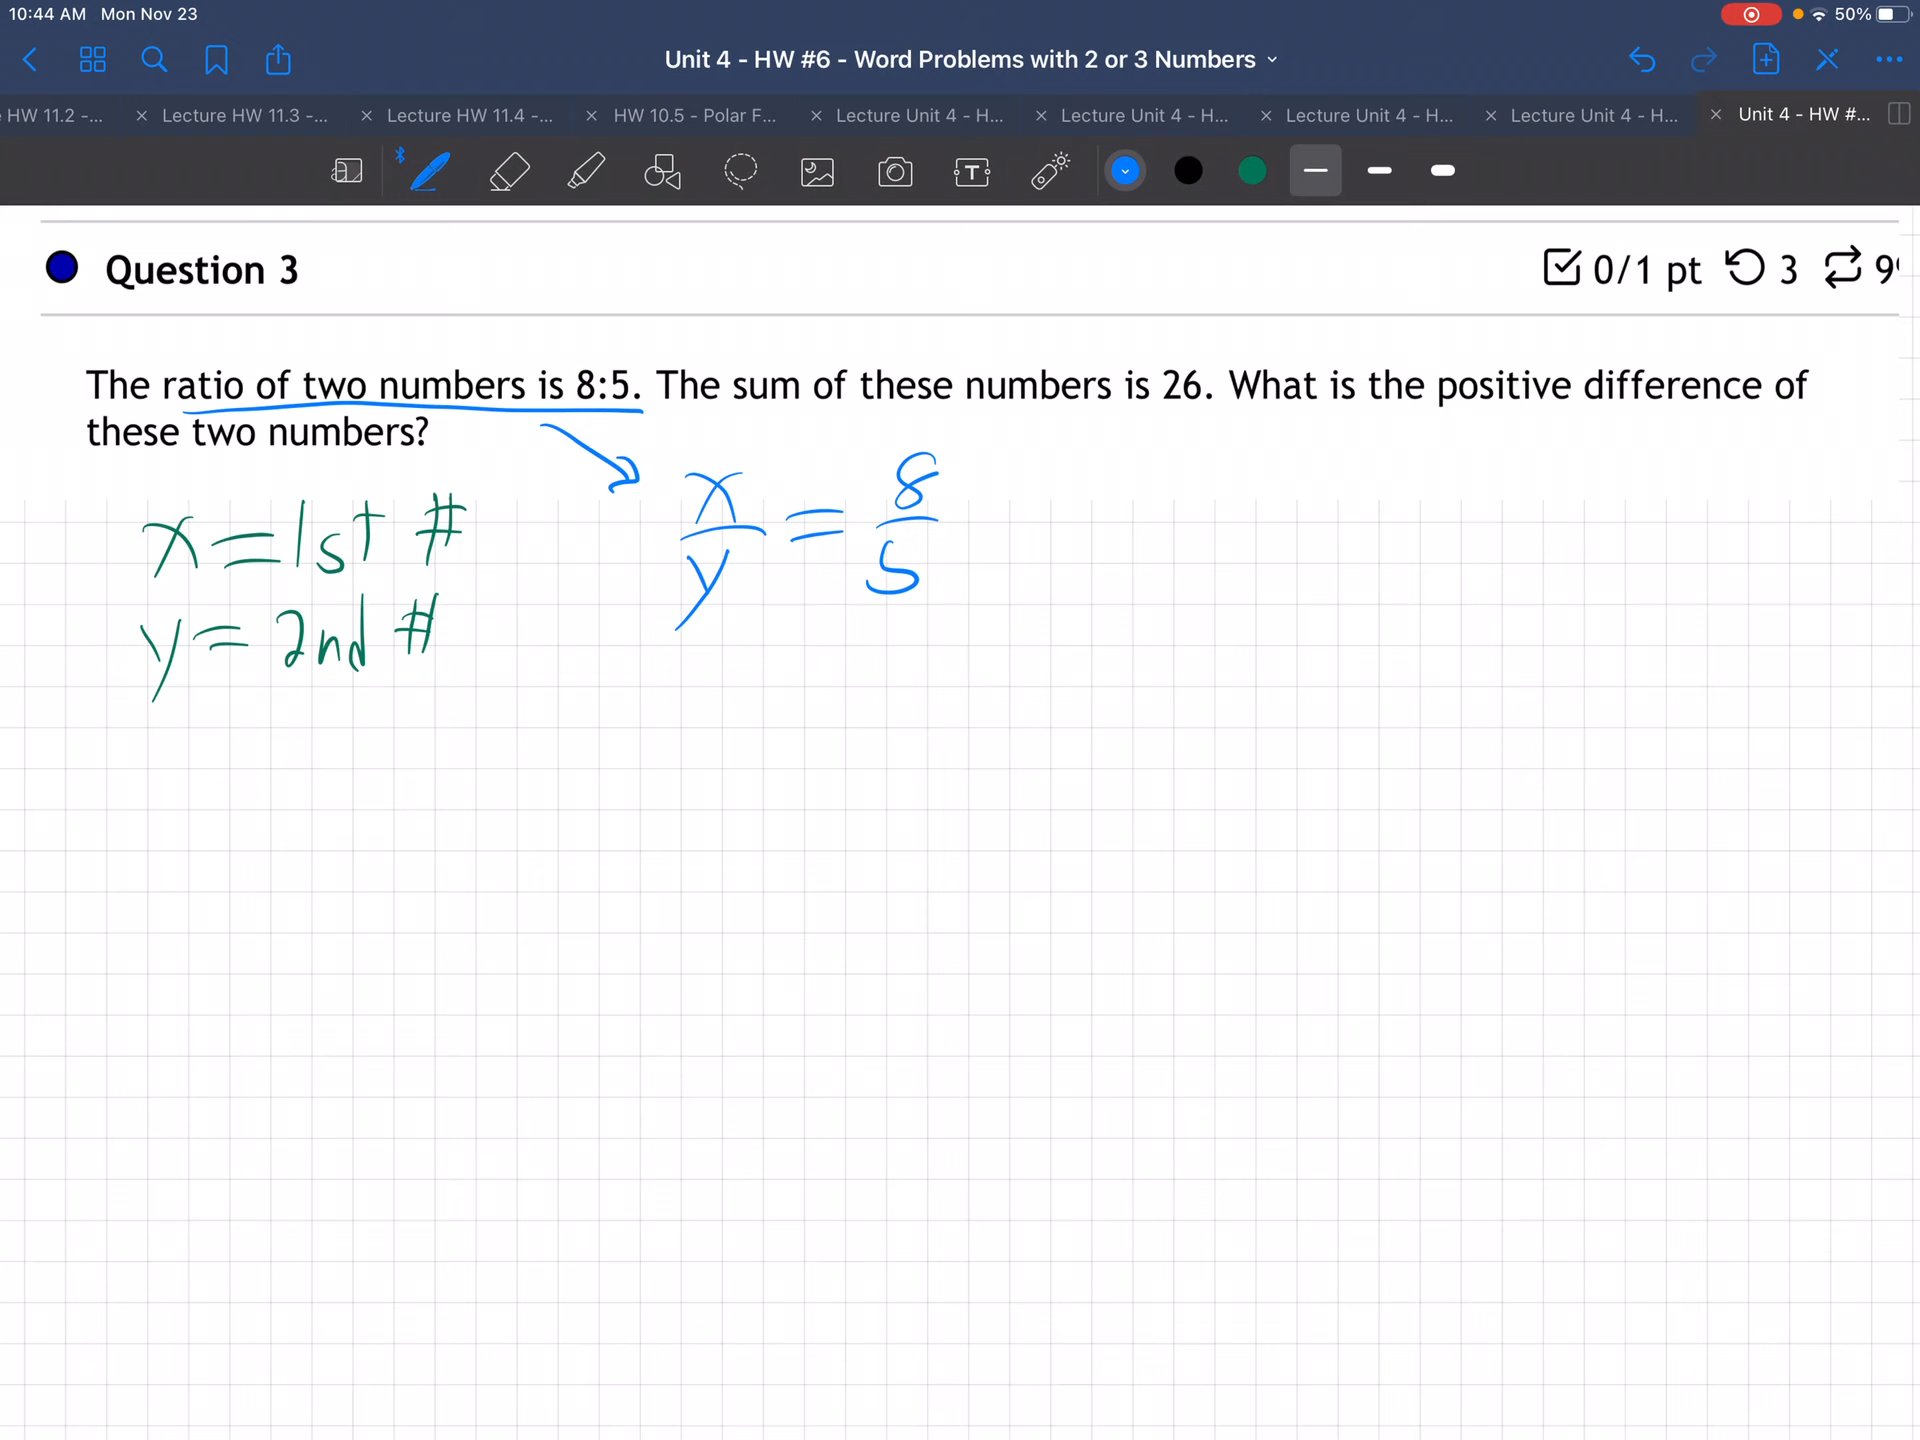 10:44 AM Mon Nov 23
50%
Unit 4 - HW #6 - Word Problems with 2 or 3 Numbers
HW 11.2 -... Lecture HW 11.3 -... Lecture HW 11.4 -... HW 10.5 - Polar F... Lecture Unit 4 - H... Lecture Unit 4 - H... Lecture Unit 4 - H... Lecture Unit 4 - H... Unit 4 - HW #...
Question 3
0/1 pt 3 9
The ratio of two numbers is 8:5. The sum of these numbers is 26. What is the positive difference of
these two numbers?
x = 1st #
y = 2nd #
x/y = 8/5